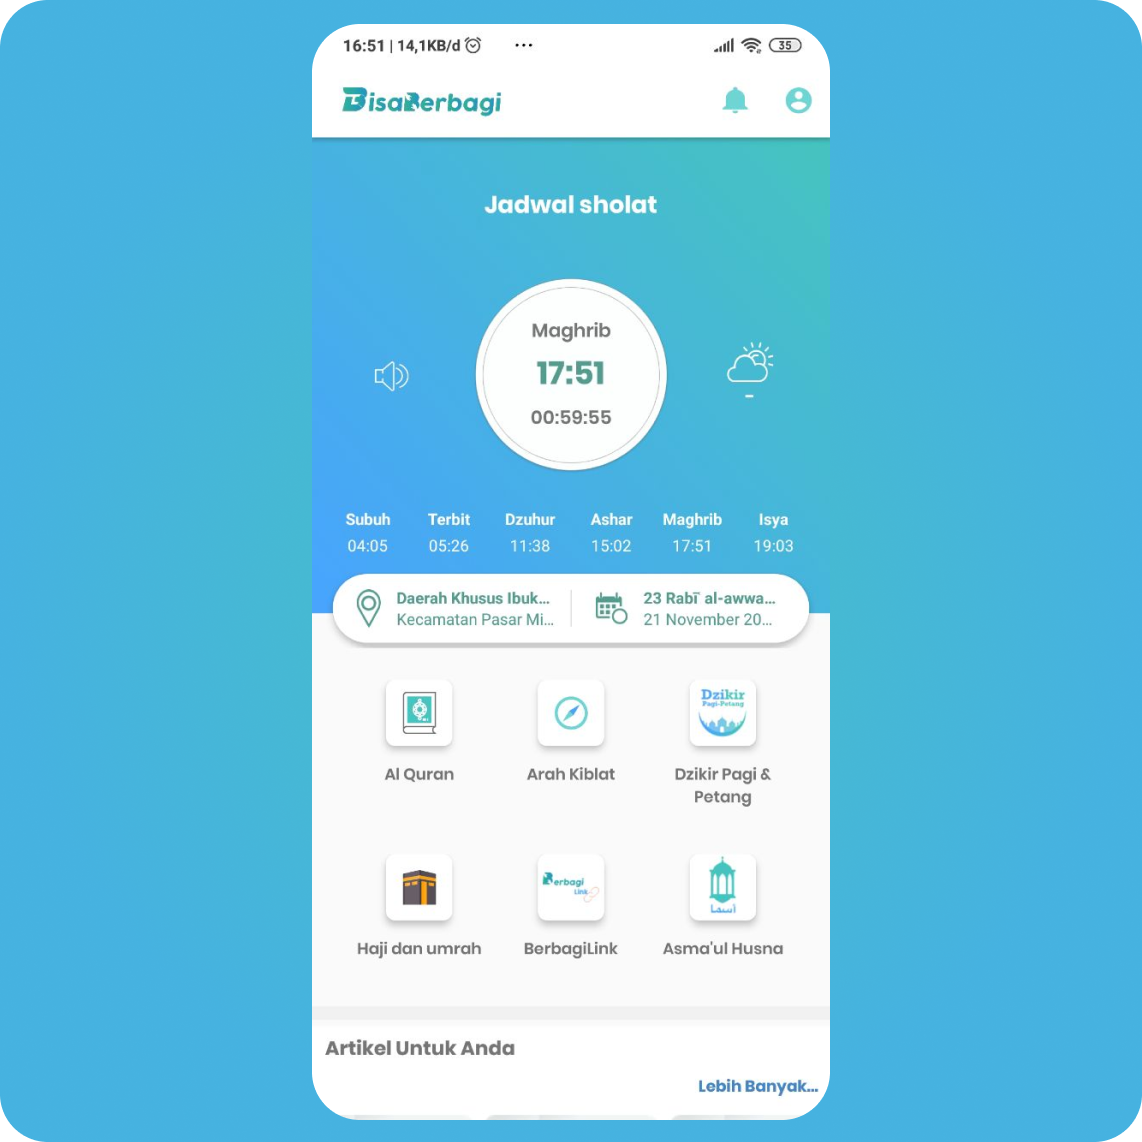 16:51 | 14,1KB/d ... 35
BisaBerbagi
Jadwal sholat
Maghrib
17:51
00:59:55
Subuh Terbit Dzuhur Ashar Maghrib Isya
04:05 05:26 11:38 15:02 17:51 19:03
Daerah Khusus Ibuk... 23 Rabī al-awwa...
Kecamatan Pasar Mi... 21 November 20...
Dzikir
Pagi-Petang
Al Quran Arah Kiblat Dzikir Pagi &
Petang
Berbagi
Link
أسما
Haji dan umrah BerbagiLink Asma'ul Husna
Artikel Untuk Anda
Lebih Banyak...